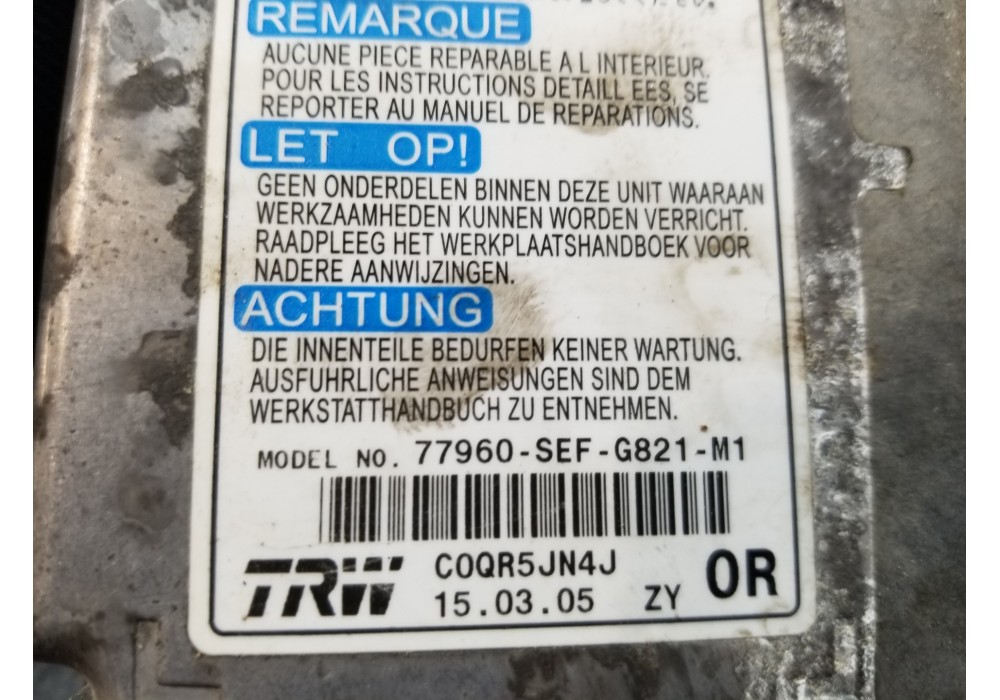 REMARQUE
AUCUNE PIECE REPARABLE A L INTERIEUR.
POUR LES INSTRUCTIONS DETAILL EES, SE
REPORTER AU MANUEL DE REPARATIONS.
LET OP!
GEEN ONDERDELEN BINNEN DEZE UNIT WAARAAN
WERKZAAMHEDEN KUNNEN WORDEN VERRICHT.
RAADPLEEG HET WERKPLAATSHANDBOEK VOOR
NADERE AANWIJZINGEN.
ACHTUNG
DIE INNENTEILE BEDURFEN KEINER WARTUNG.
AUSFUHRLICHE ANWEISUNGEN SIND DEM
WERKSTATTHANDBUCH ZU ENTNEHMEN.
MODEL NO. 77960-SEF-G821-M1
TRW C0QR5JN4J
15.03.05 ZY 0R